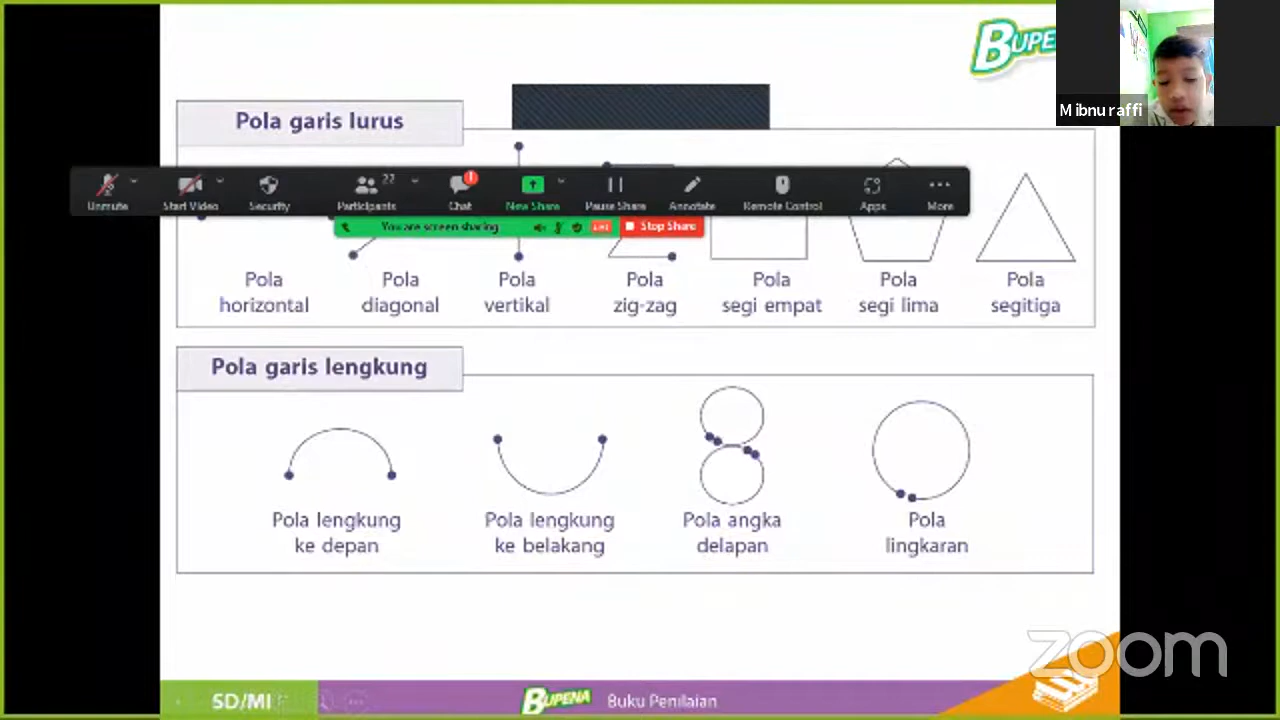 BUPE
M ibnu raffi
Pola garis lurus
Unmute
Start Video
Security
Participants
22
Chat
1
New Share
Pause Share
Annotate
Remote Control
Apps
More
You are screen sharing
Stop Share
Pola horizontal
Pola diagonal
Pola vertikal
Pola zig-zag
Pola segi empat
Pola segi lima
Pola segitiga
Pola garis lengkung
Pola lengkung ke depan
Pola lengkung ke belakang
Pola angka delapan
Pola lingkaran
zoom
SD/MI
BUPENA
Buku Penilaian